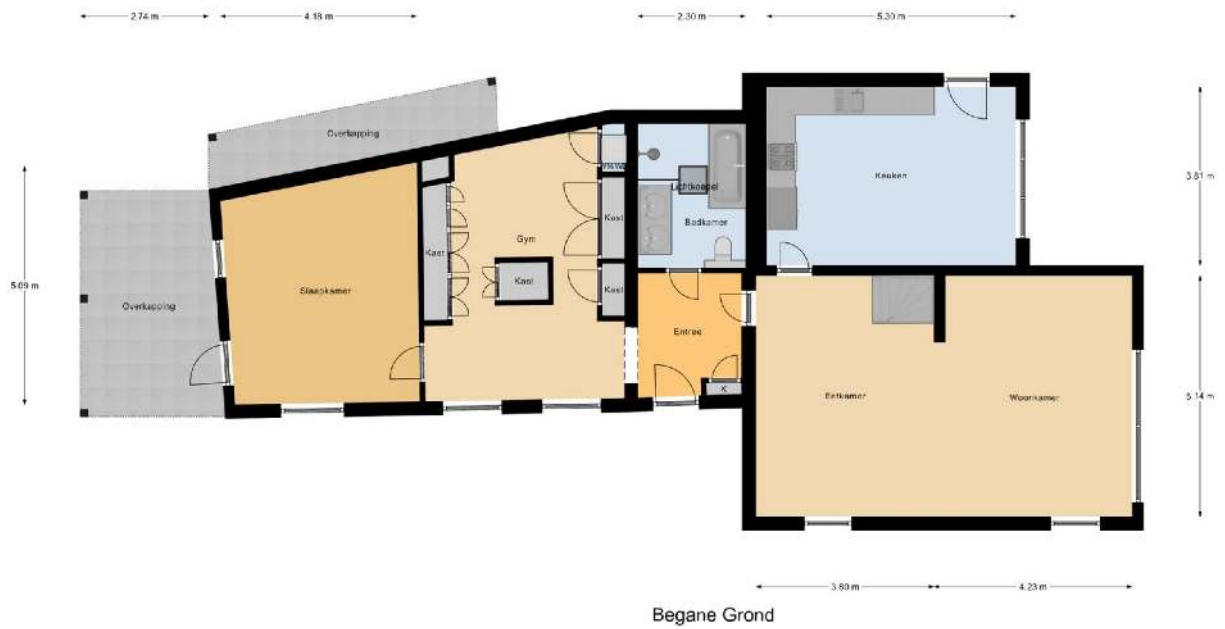 2.74 m
4.18 m
2.30 m
5.30 m
Overkapping
Lichtkoepel
Keuken
3.81 m
Kast
Badkamer
Gym
Kast
Kast
Kast
5.09 m
Slaapkamer
Overkapping
Entree
K
Eetkamer
Woonkamer
5.14 m
3.80 m
4.23 m
Begane Grond